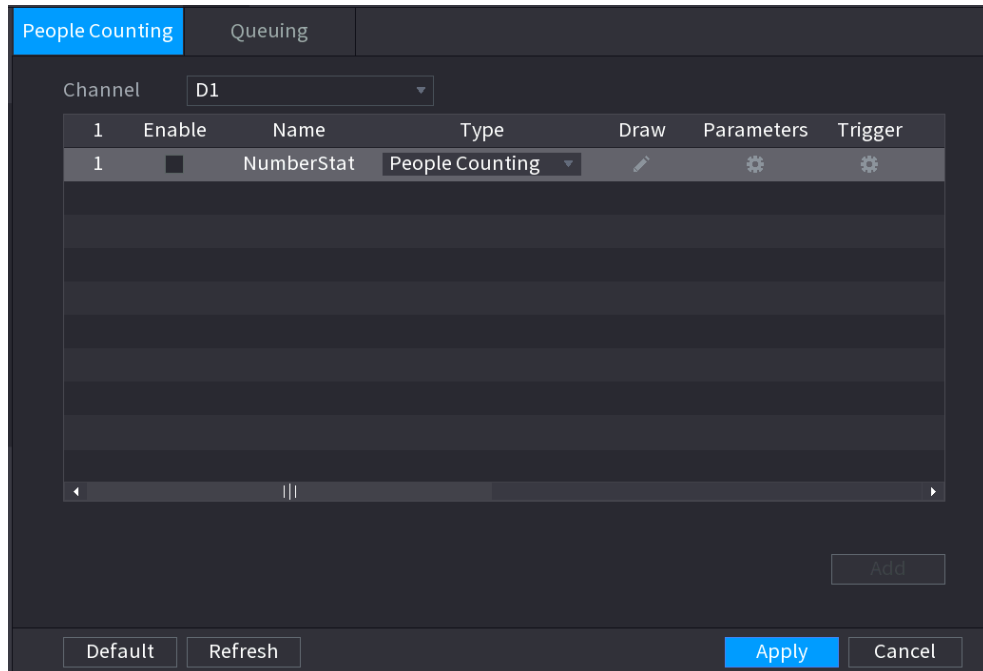 People Counting Queuing
Channel D1
1 Enable Name Type Draw Parameters Trigger
1 NumberStat People Counting
Add
Default Refresh Apply Cancel